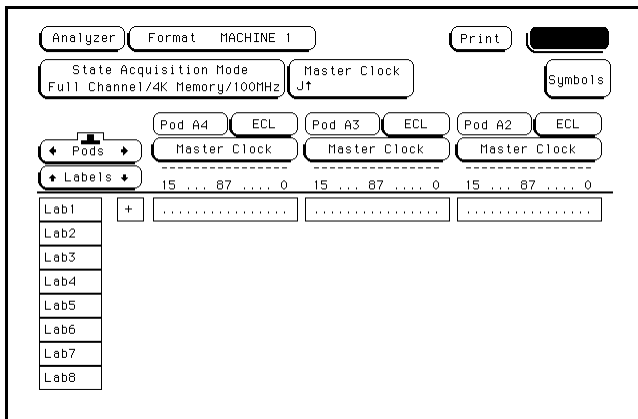 Analyzer Format MACHINE 1 Print
State Acquisition Mode Master Clock
Full Channel/4K Memory/100MHz J↑ Symbols
Pod A4 ECL Pod A3 ECL Pod A2 ECL
← Pods → Master Clock Master Clock Master Clock
↑ Labels ↓
15 ... 87 .... 0 15 ... 87 .... 0 15 ... 87 .... 0
Lab1 + ................ ................ ................
Lab2
Lab3
Lab4
Lab5
Lab6
Lab7
Lab8